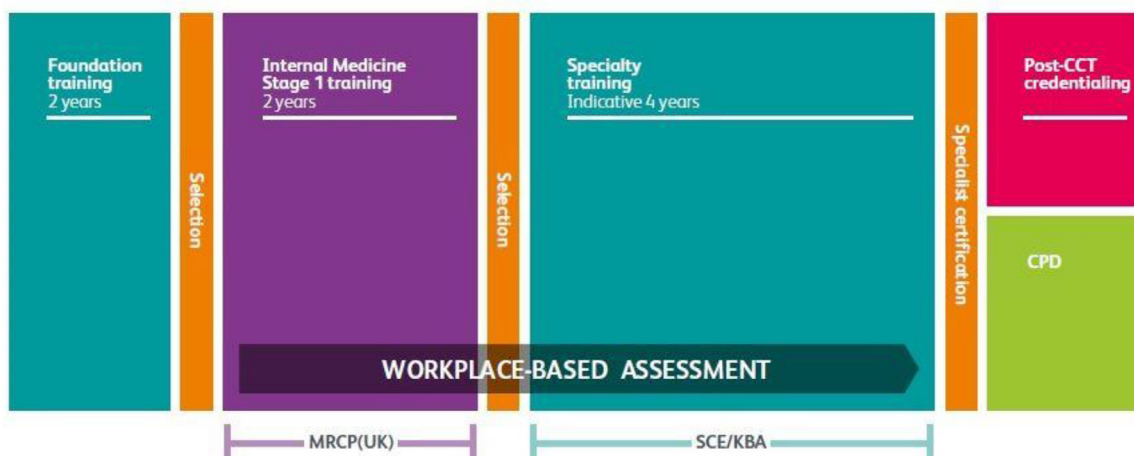 Foundation
training
2 years
Selection
Internal Medicine
Stage 1 training
2 years
Selection
Specialty
training
Indicative 4 years
Specialist certification
Post-CCT
credentialing
CPD
WORKPLACE-BASED ASSESSMENT
MRCP(UK)
SCE/KBA